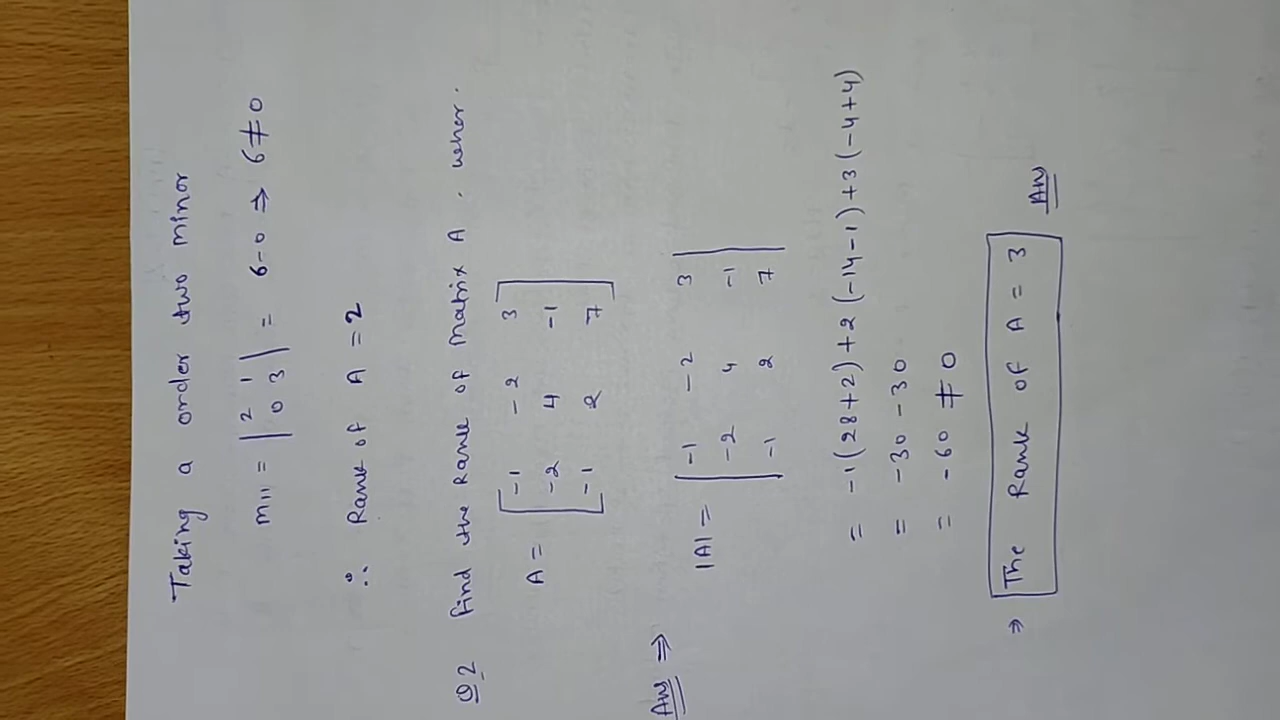 Taking a order two minor
m11 = | 2 1 | = 6-0 ⇒ 6 ≠ 0
| 0 3 |
∴ Rank of A = 2
Q2 find the Rank of matrix A. when.
A = [ -1 -2 3 ]
[ -2 4 -1 ]
[ -1 2 7 ]
Ans ⇒
|A| = | -1 -2 3 |
| -2 4 -1 |
| -1 2 7 |
= -1(28+2)+2(-14-1)+3(-4+4)
= -30 -30
= -60 ≠ 0
⇒ The Rank of A = 3 Ans